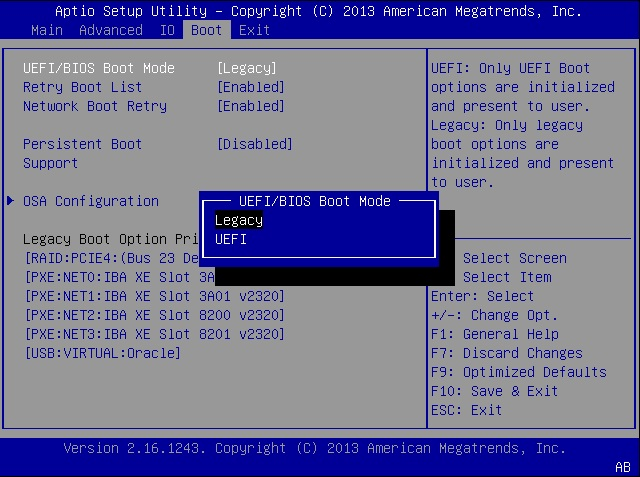 Aptio Setup Utility – Copyright (C) 2013 American Megatrends, Inc.
Main Advanced IO Boot Exit
UEFI/BIOS Boot Mode [Legacy]
Retry Boot List [Enabled]
Network Boot Retry [Enabled]
Persistent Boot [Disabled]
Support
OSA Configuration
Legacy Boot Option Pri
[RAID:PCIE4:(Bus 23 De
[PXE:NET0:IBA XE Slot 3A
[PXE:NET1:IBA XE Slot 3A01 v2320]
[PXE:NET2:IBA XE Slot 8200 v2320]
[PXE:NET3:IBA XE Slot 8201 v2320]
[USB:VIRTUAL:Oracle]
UEFI/BIOS Boot Mode
Legacy
UEFI
UEFI: Only UEFI Boot
options are initialized
and present to user.
Legacy: Only legacy
boot options are
initialized and present
to user.
Select Screen
Select Item
Enter: Select
+/-: Change Opt.
F1: General Help
F7: Discard Changes
F9: Optimized Defaults
F10: Save & Exit
ESC: Exit
Version 2.16.1243. Copyright (C) 2013 American Megatrends, Inc.
AB